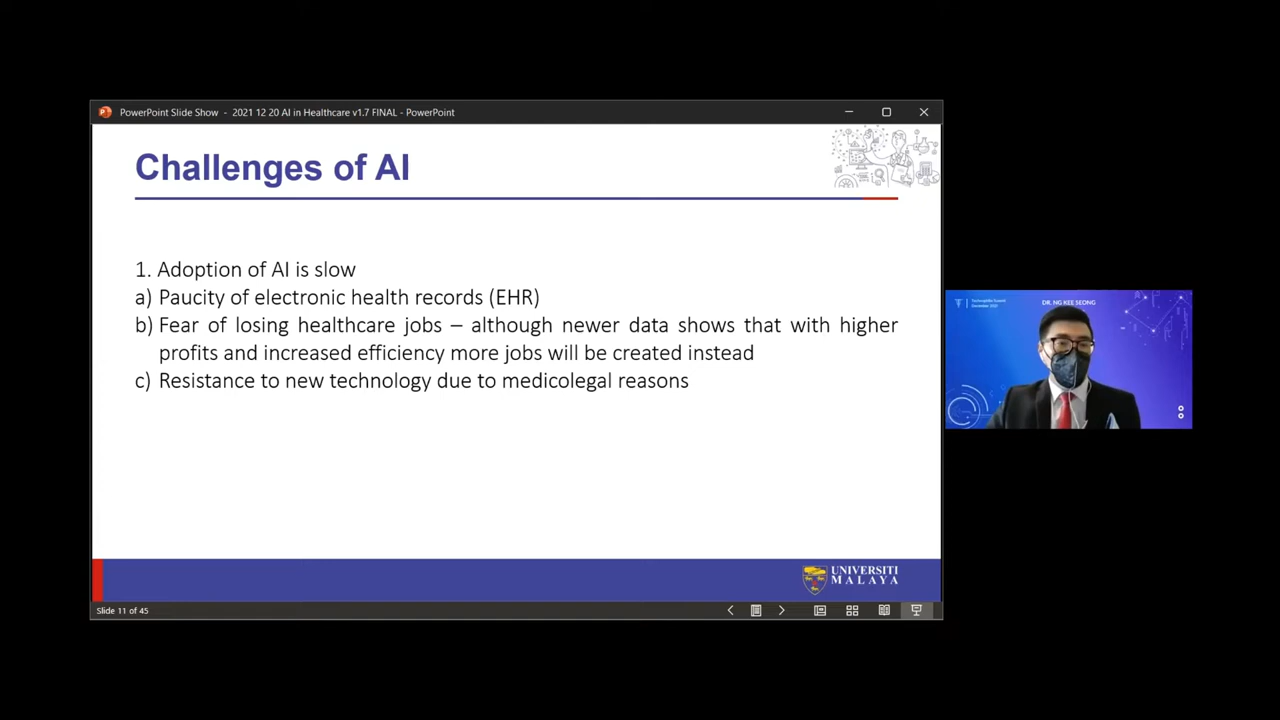 PowerPoint Slide Show - 2021 12 20 AI in Healthcare v1.7 FINAL - PowerPoint
Challenges of AI
1. Adoption of AI is slow
a) Paucity of electronic health records (EHR)
b) Fear of losing healthcare jobs – although newer data shows that with higher
profits and increased efficiency more jobs will be created instead
c) Resistance to new technology due to medicolegal reasons
UNIVERSITI
MALAYA
Slide 11 of 45
DR. NG KEE SEONG